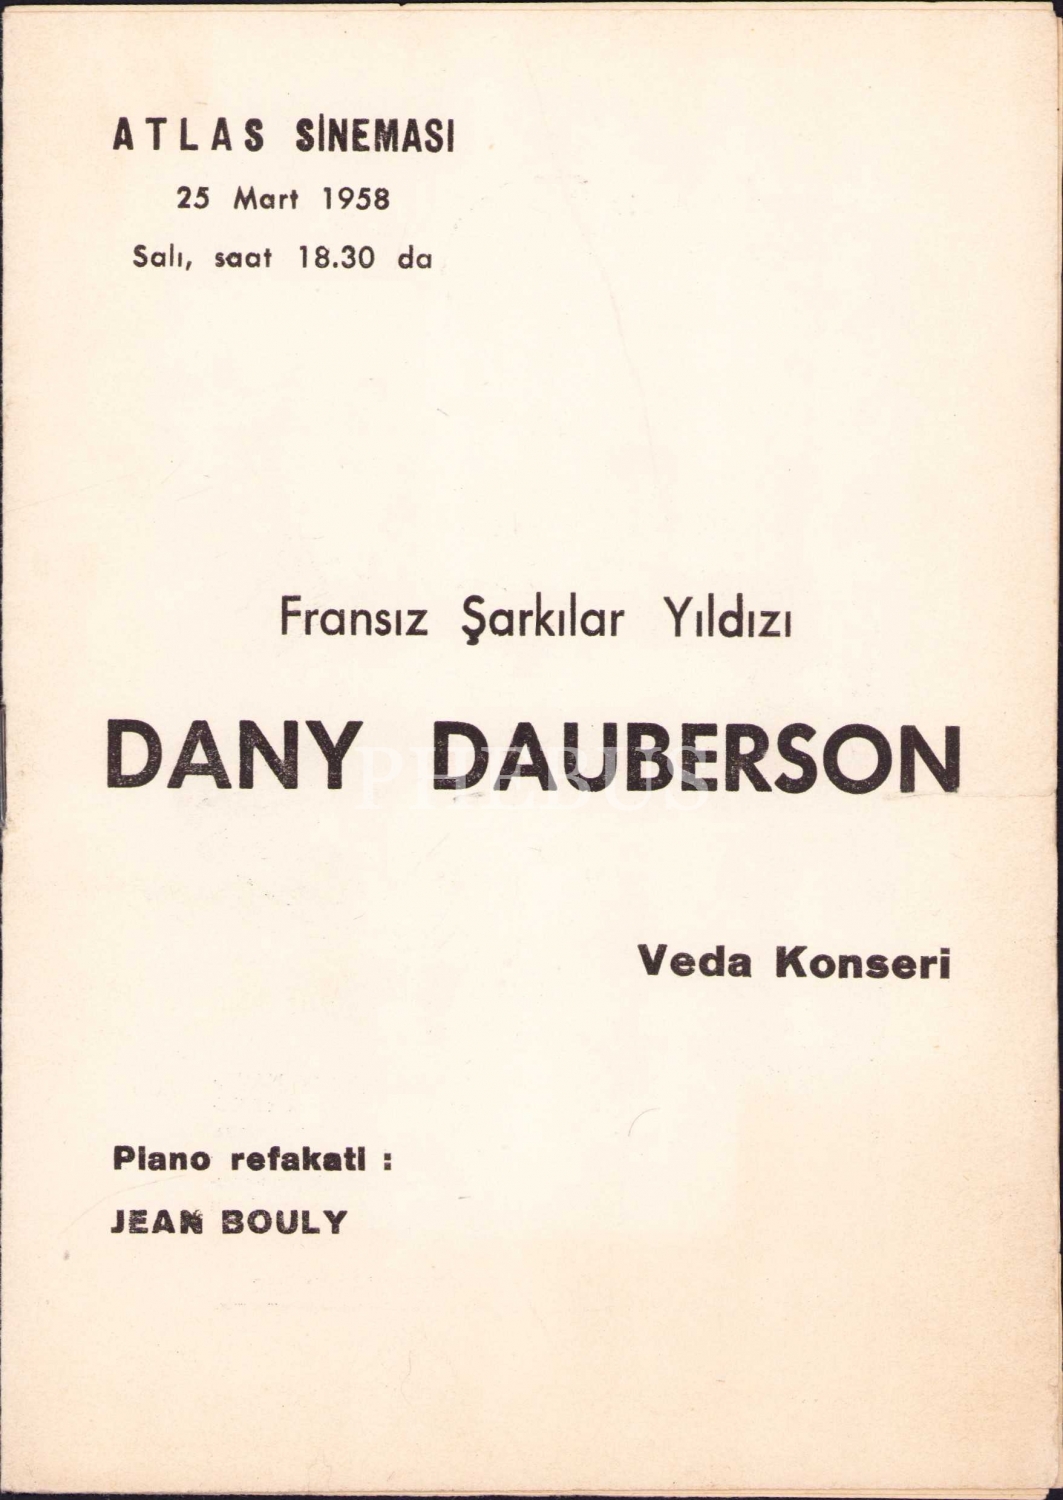 ATLAS SİNEMASI
25 Mart 1958
Salı, saat 18.30 da
Fransız Şarkılar Yıldızı
DANY DAUBERSON
PHEBUS
Veda Konseri
Piano refakati :
JEAN BOULY